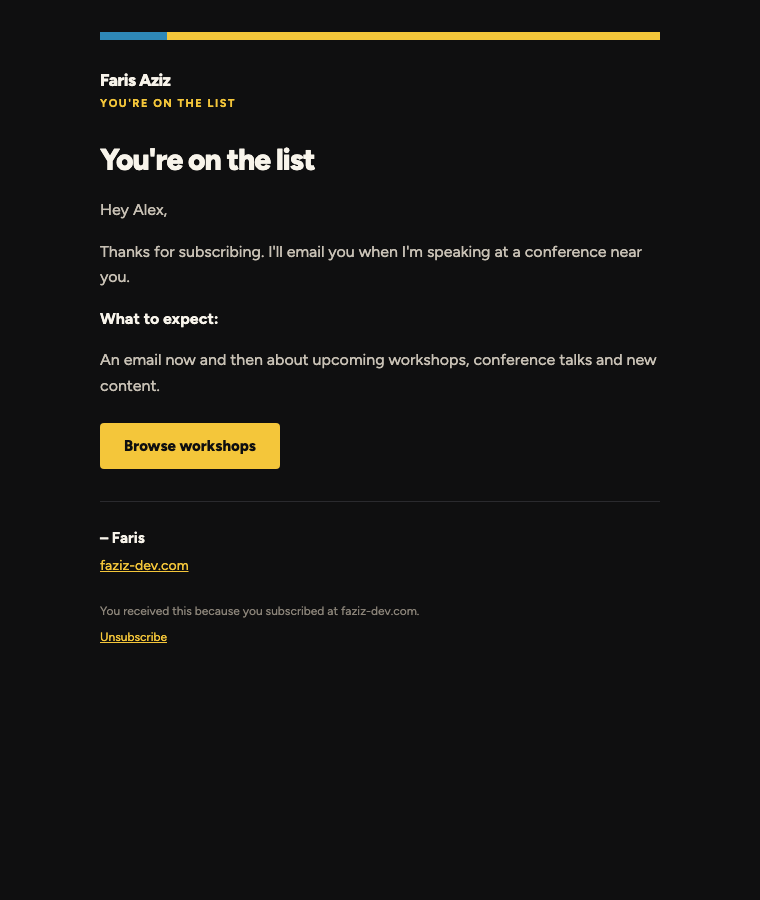 Faris Aziz
YOU'RE ON THE LIST
You're on the list
Hey Alex,
Thanks for subscribing. I'll email you when I'm speaking at a conference near
you.
What to expect:
An email now and then about upcoming workshops, conference talks and new
content.
Browse workshops
– Faris
faziz-dev.com
You received this because you subscribed at faziz-dev.com.
Unsubscribe